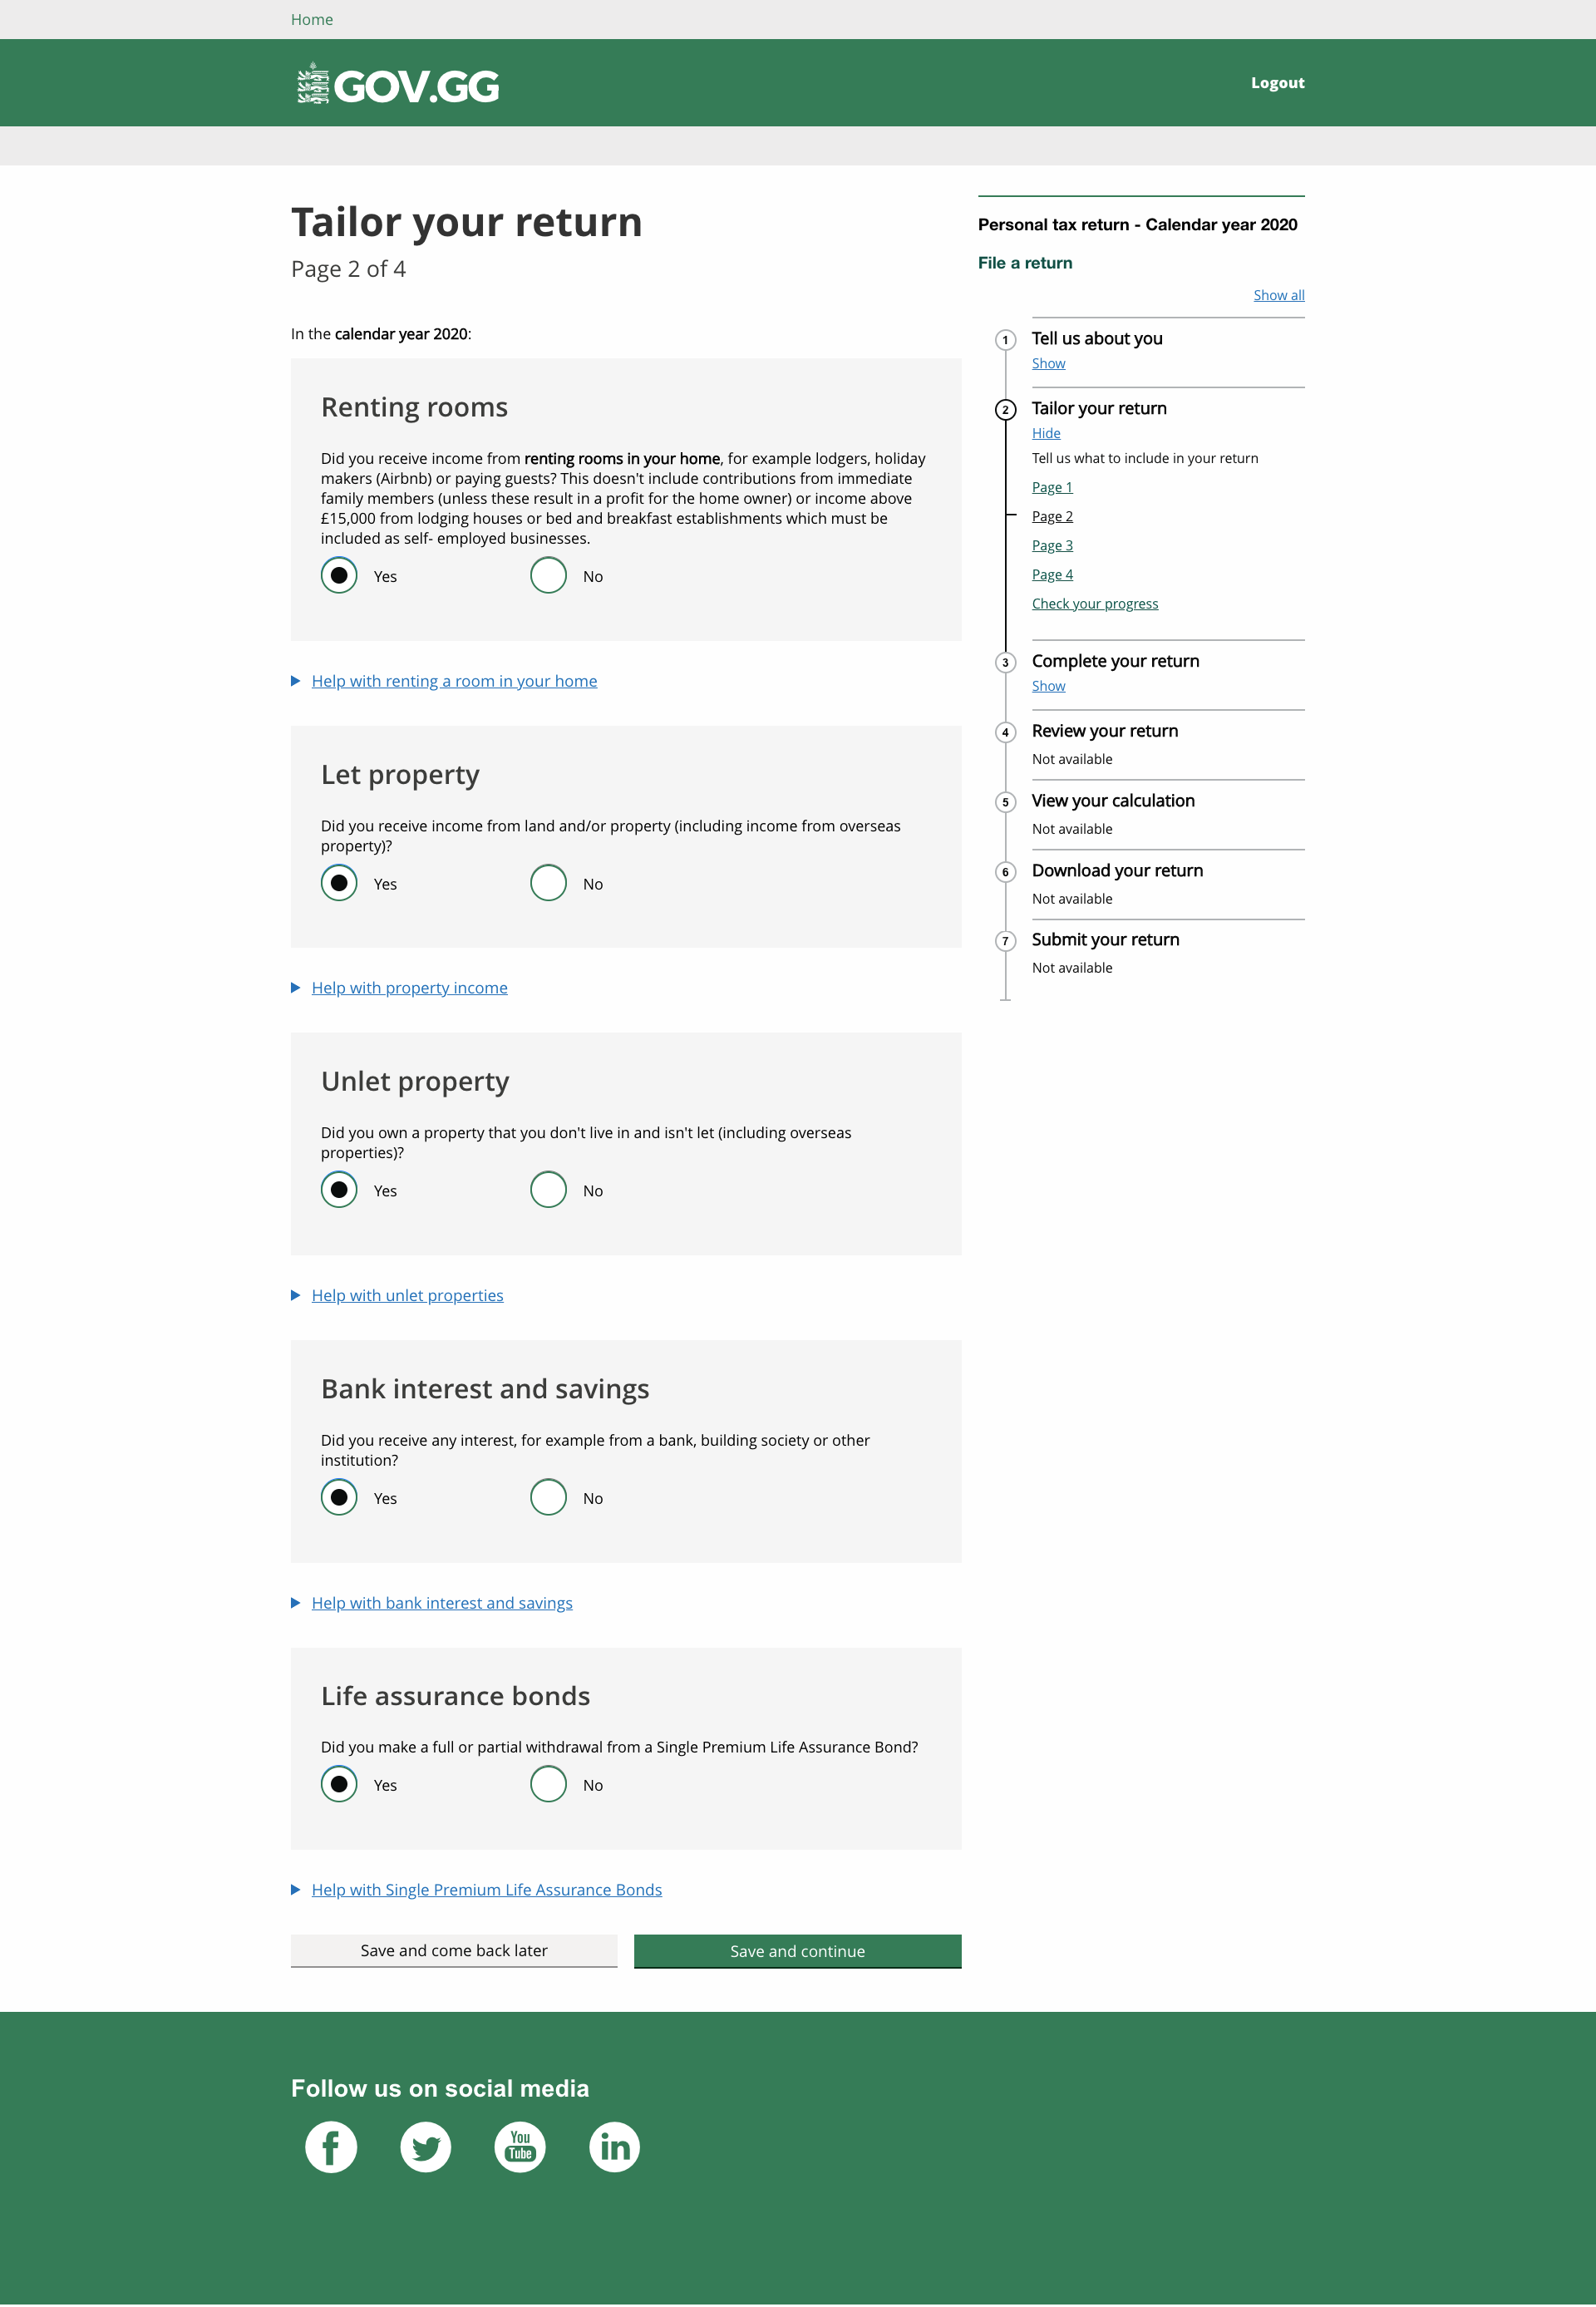 Home
GOV.GG
Logout
Tailor your return
Page 2 of 4
In the calendar year 2020:
Renting rooms
Did you receive income from renting rooms in your home, for example lodgers, holiday
makers (Airbnb) or paying guests? This doesn't include contributions from immediate
family members (unless these result in a profit for the home owner) or income above
£15,000 from lodging houses or bed and breakfast establishments which must be
included as self- employed businesses.
Yes No
Help with renting a room in your home
Let property
Did you receive income from land and/or property (including income from overseas
property)?
Yes No
Help with property income
Unlet property
Did you own a property that you don't live in and isn't let (including overseas
properties)?
Yes No
Help with unlet properties
Bank interest and savings
Did you receive any interest, for example from a bank, building society or other
institution?
Yes No
Help with bank interest and savings
Life assurance bonds
Did you make a full or partial withdrawal from a Single Premium Life Assurance Bond?
Yes No
Help with Single Premium Life Assurance Bonds
Save and come back later
Save and continue
Personal tax return - Calendar year 2020
File a return
Show all
1 Tell us about you
Show
2 Tailor your return
Hide
Tell us what to include in your return
Page 1
Page 2
Page 3
Page 4
Check your progress
3 Complete your return
Show
4 Review your return
Not available
5 View your calculation
Not available
6 Download your return
Not available
7 Submit your return
Not available
Follow us on social media
f
You
Tube
in